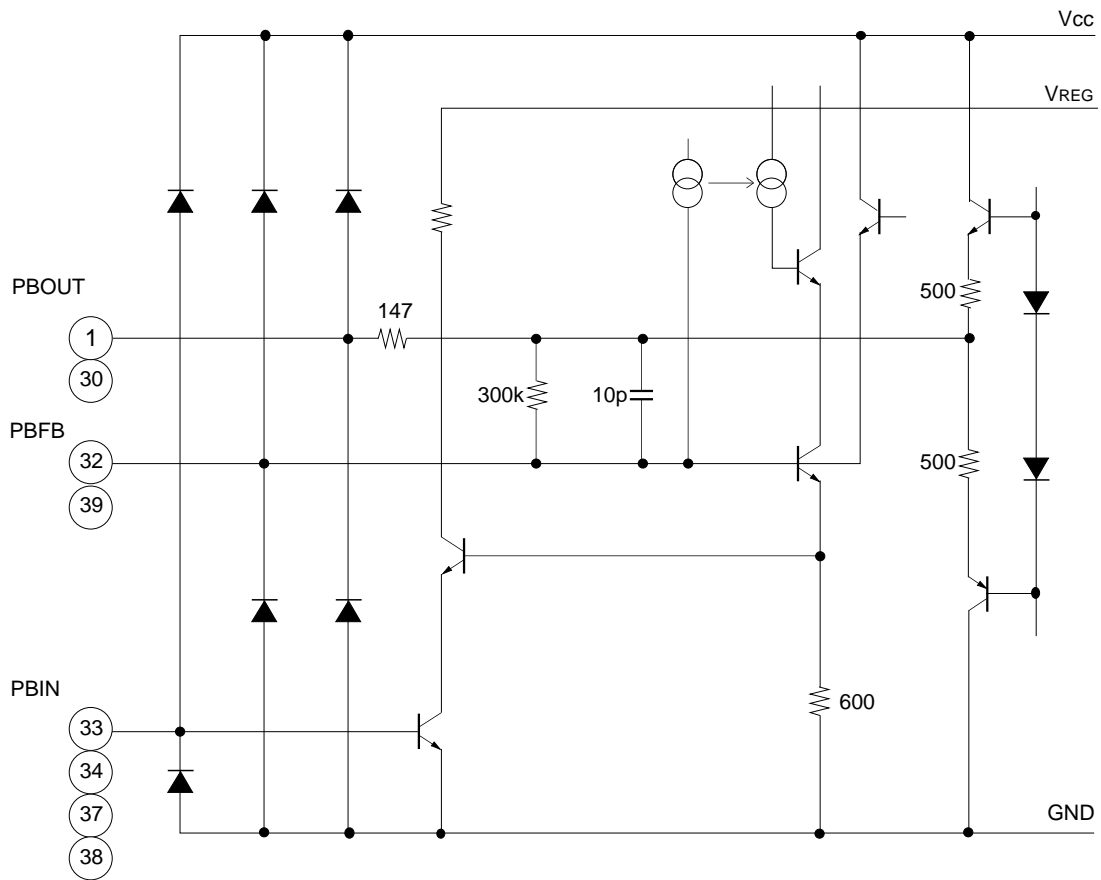 Vcc
VREG
PBOUT
147
500
1
30
300k
10p
PBFB
32
500
39
PBIN
600
33
34
37
GND
38